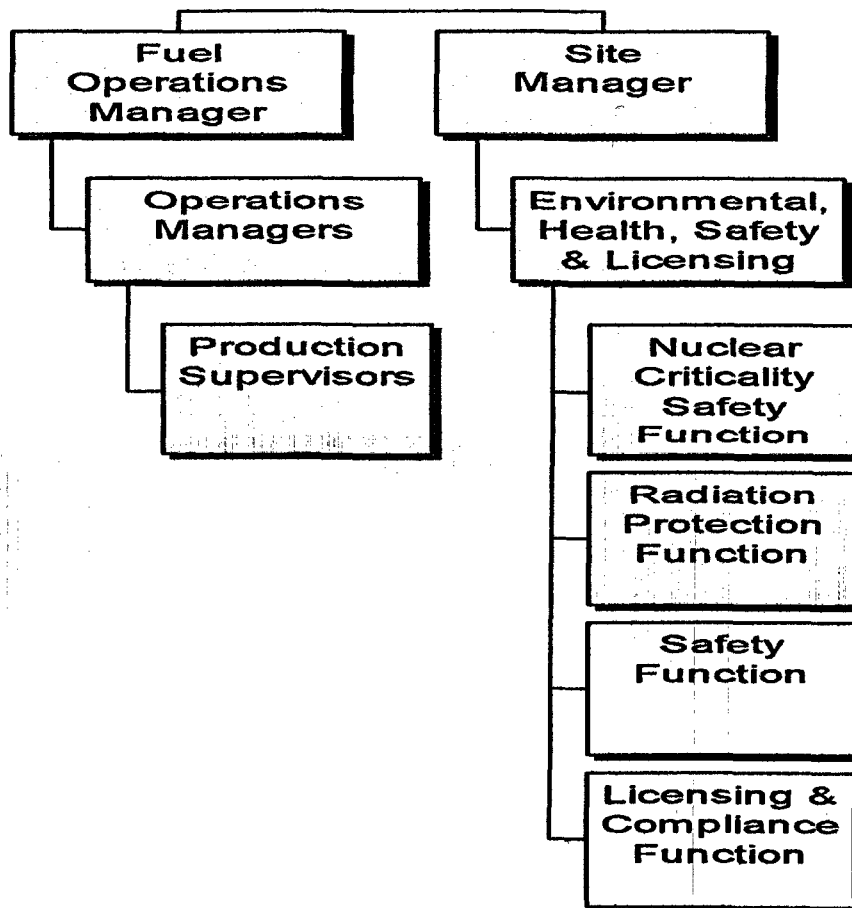 Fuel
Operations
Manager
Site
Manager
Operations
Managers
Environmental,
Health, Safety
& Licensing
Production
Supervisors
Nuclear
Criticality
Safety
Function
Radiation
Protection
Function
Safety
Function
Licensing &
Compliance
Function